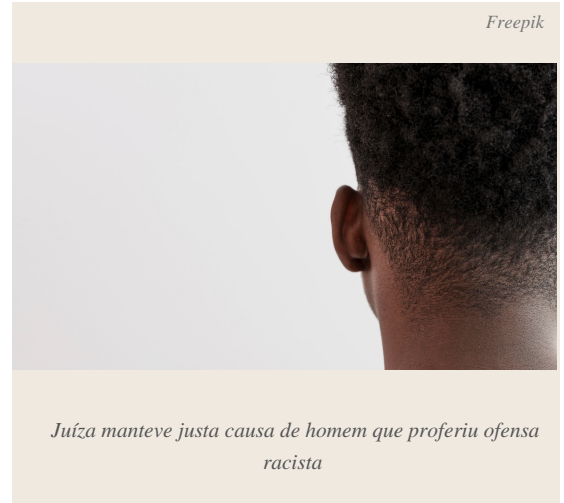 Freepik
Juíza manteve justa causa de homem que proferiu ofensa
racista